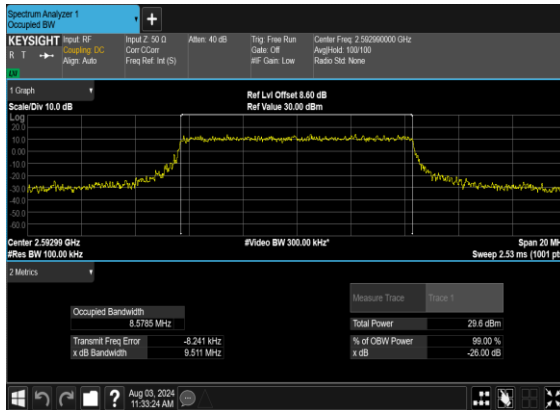 Spectrum Analyzer 1
Occupied BW
KEYSIGHT
R T
Input: RF
Coupling: DC
Align: Auto
Input Z: 50 Ω
Corr CCorr
Freq Ref: Int (S)
Atten: 40 dB
Trig: Free Run
Gate: Off
#IF Gain: Low
Center Freq: 2.592990000 GHz
Avg|Hold: 100/100
Radio Std: None
1 Graph
Scale/Div 10.0 dB
Ref Lvl Offset 8.60 dB
Ref Value 30.00 dBm
Log
20.0
10.0
0.00
-10.0
-20.0
-30.0
-40.0
-50.0
-60.0
Center 2.59299 GHz
#Res BW 100.00 kHz
#Video BW 300.00 kHz*
Span 20 MH
Sweep 2.53 ms (1001 pt
2 Metrics
Measure Trace
Trace 1
Occupied Bandwidth
8.5785 MHz
Total Power
29.6 dBm
Transmit Freq Error
-8.241 kHz
% of OBW Power
99.00 %
x dB Bandwidth
9.511 MHz
x dB
-26.00 dB
?
Aug 03, 2024
11:33:24 AM